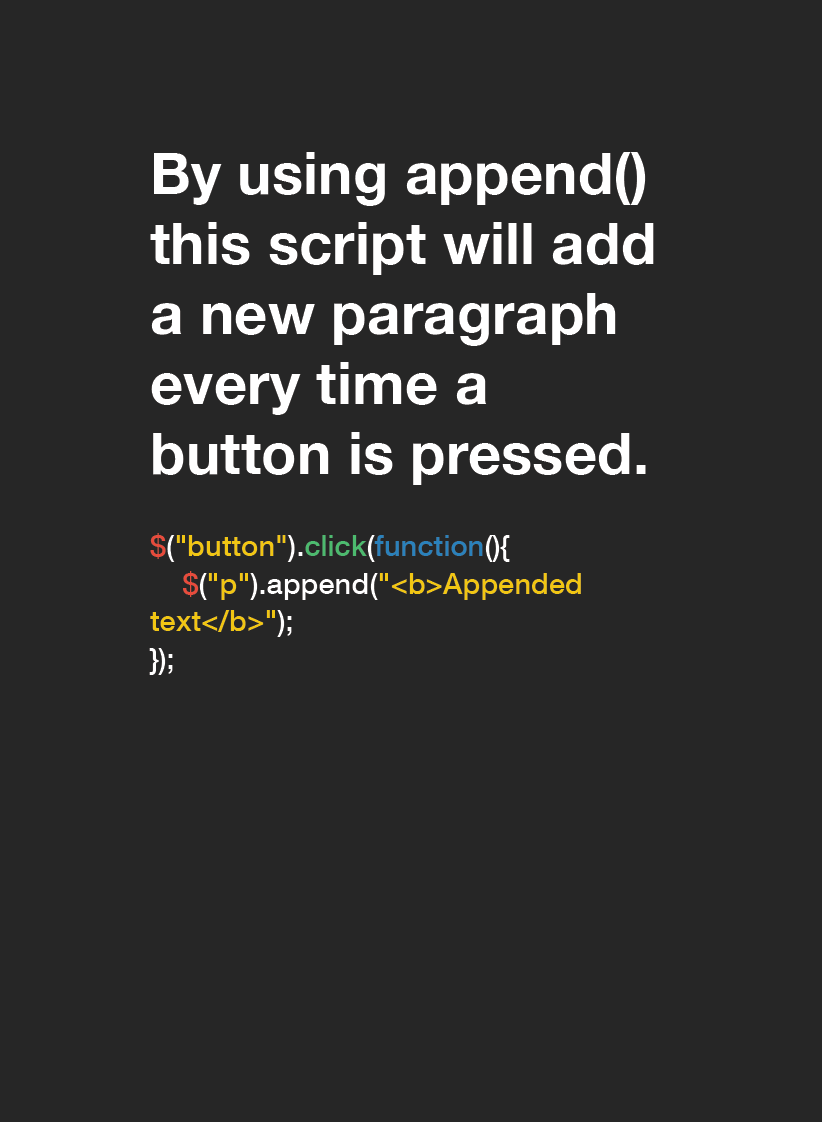 By using append()
this script will add
a new paragraph
every time a
button is pressed.
$("button").click(function(){
    $("p").append("<b>Appended
text</b>");
});